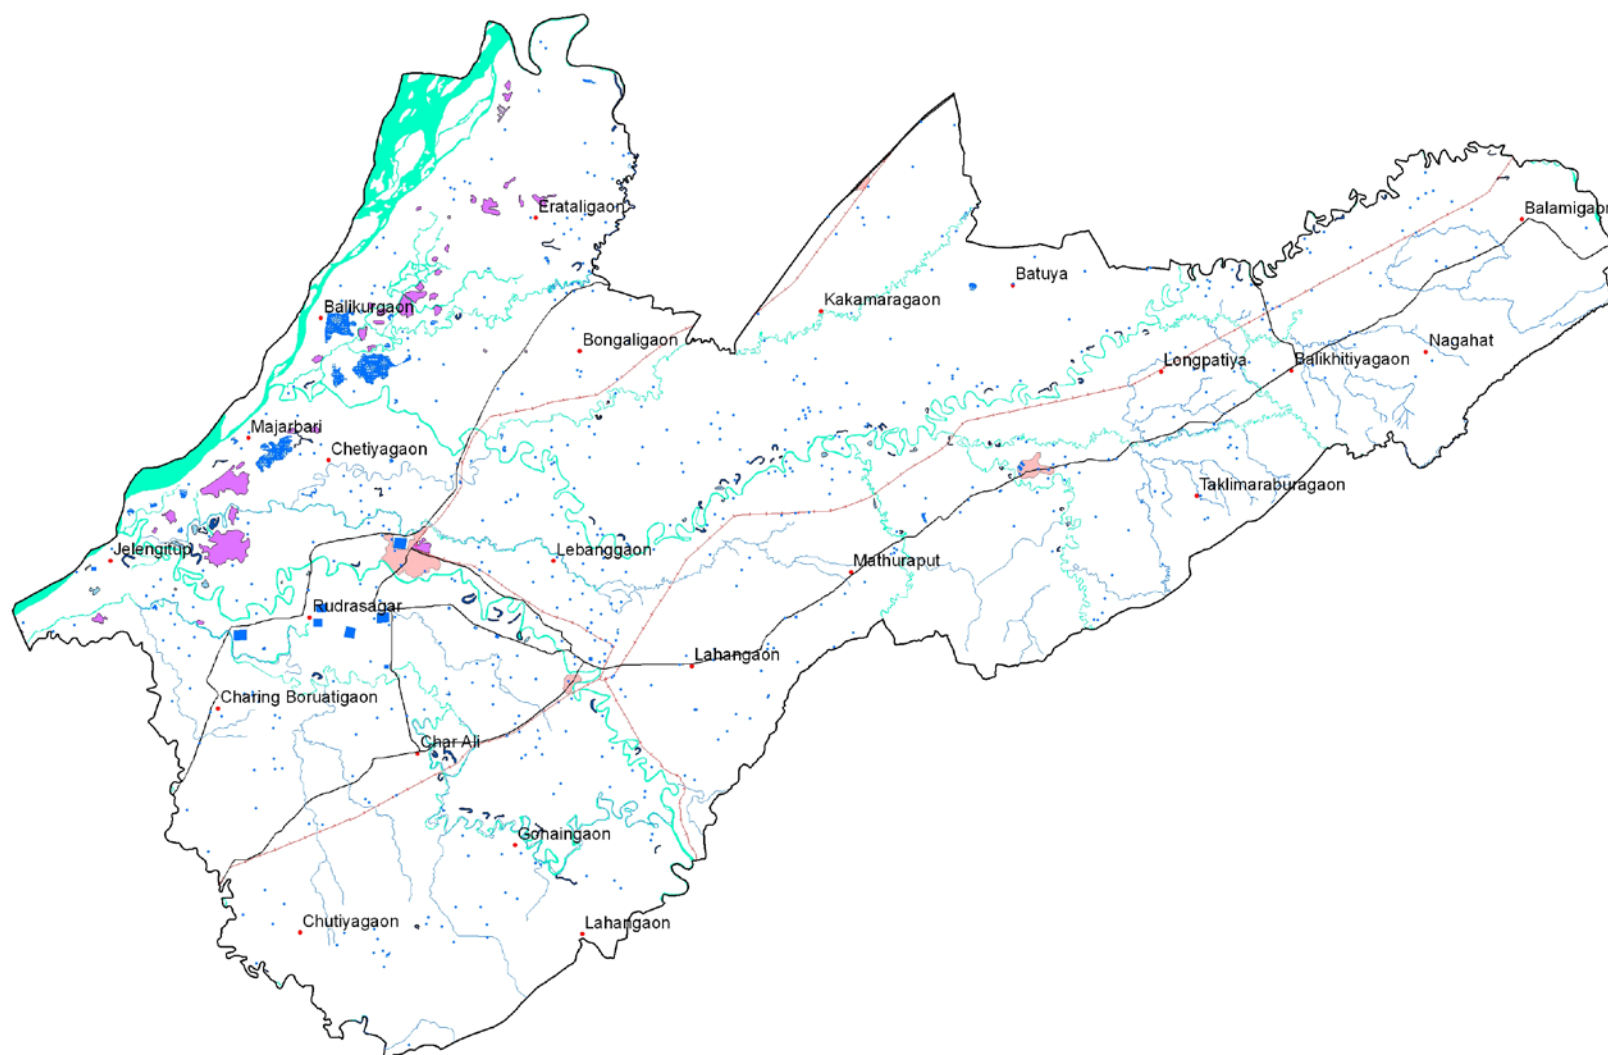 Erataligaon
Balamigaon
Batuya
Kakamaragaon
Balikurgaon
Bongaligaon
Longpatiya
Balikhitiyagaon
Nagahat
Majarbari
Chetiyagaon
Taklimaraburagaon
Jelengitup
Lebanggaon
Mathuraput
Rudrasagar
Lahangaon
Charing Boruatigaon
Char Ali
Gohaingaon
Chutiyagaon
Lahangaon